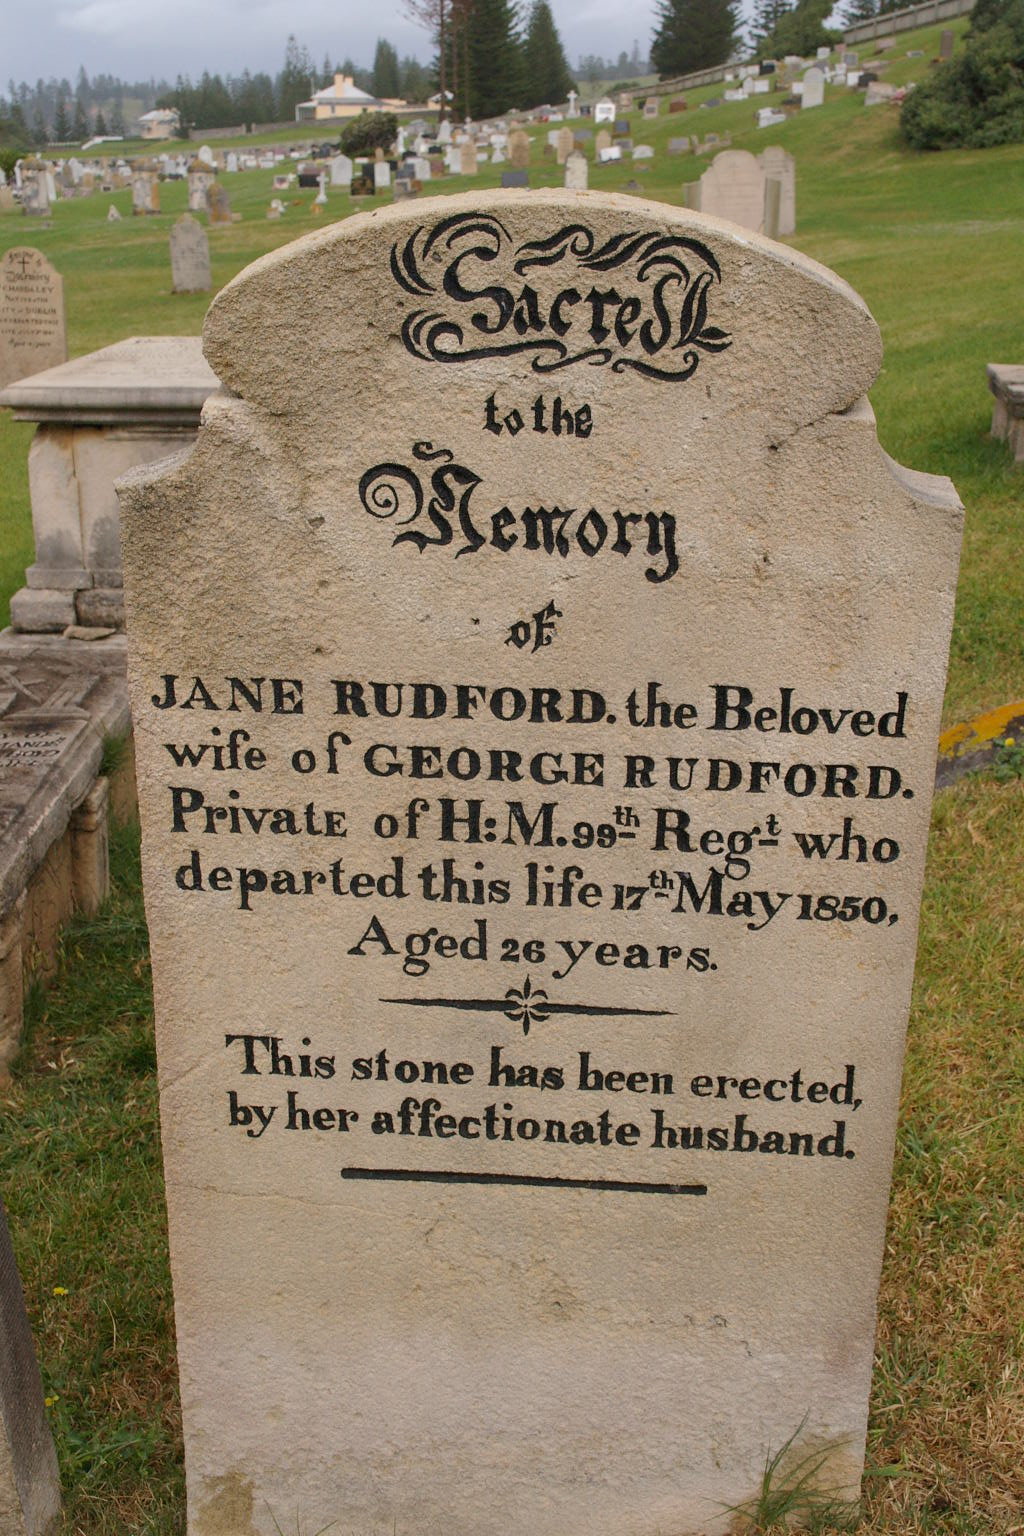 Sacred
to the
Memory
of
JANE RUDFORD. the Beloved
wife of GEORGE RUDFORD.
Private of H:M. 99th Regt who
departed this life 17th May 1850,
Aged 26 years.
This stone has been erected,
by her affectionate husband.